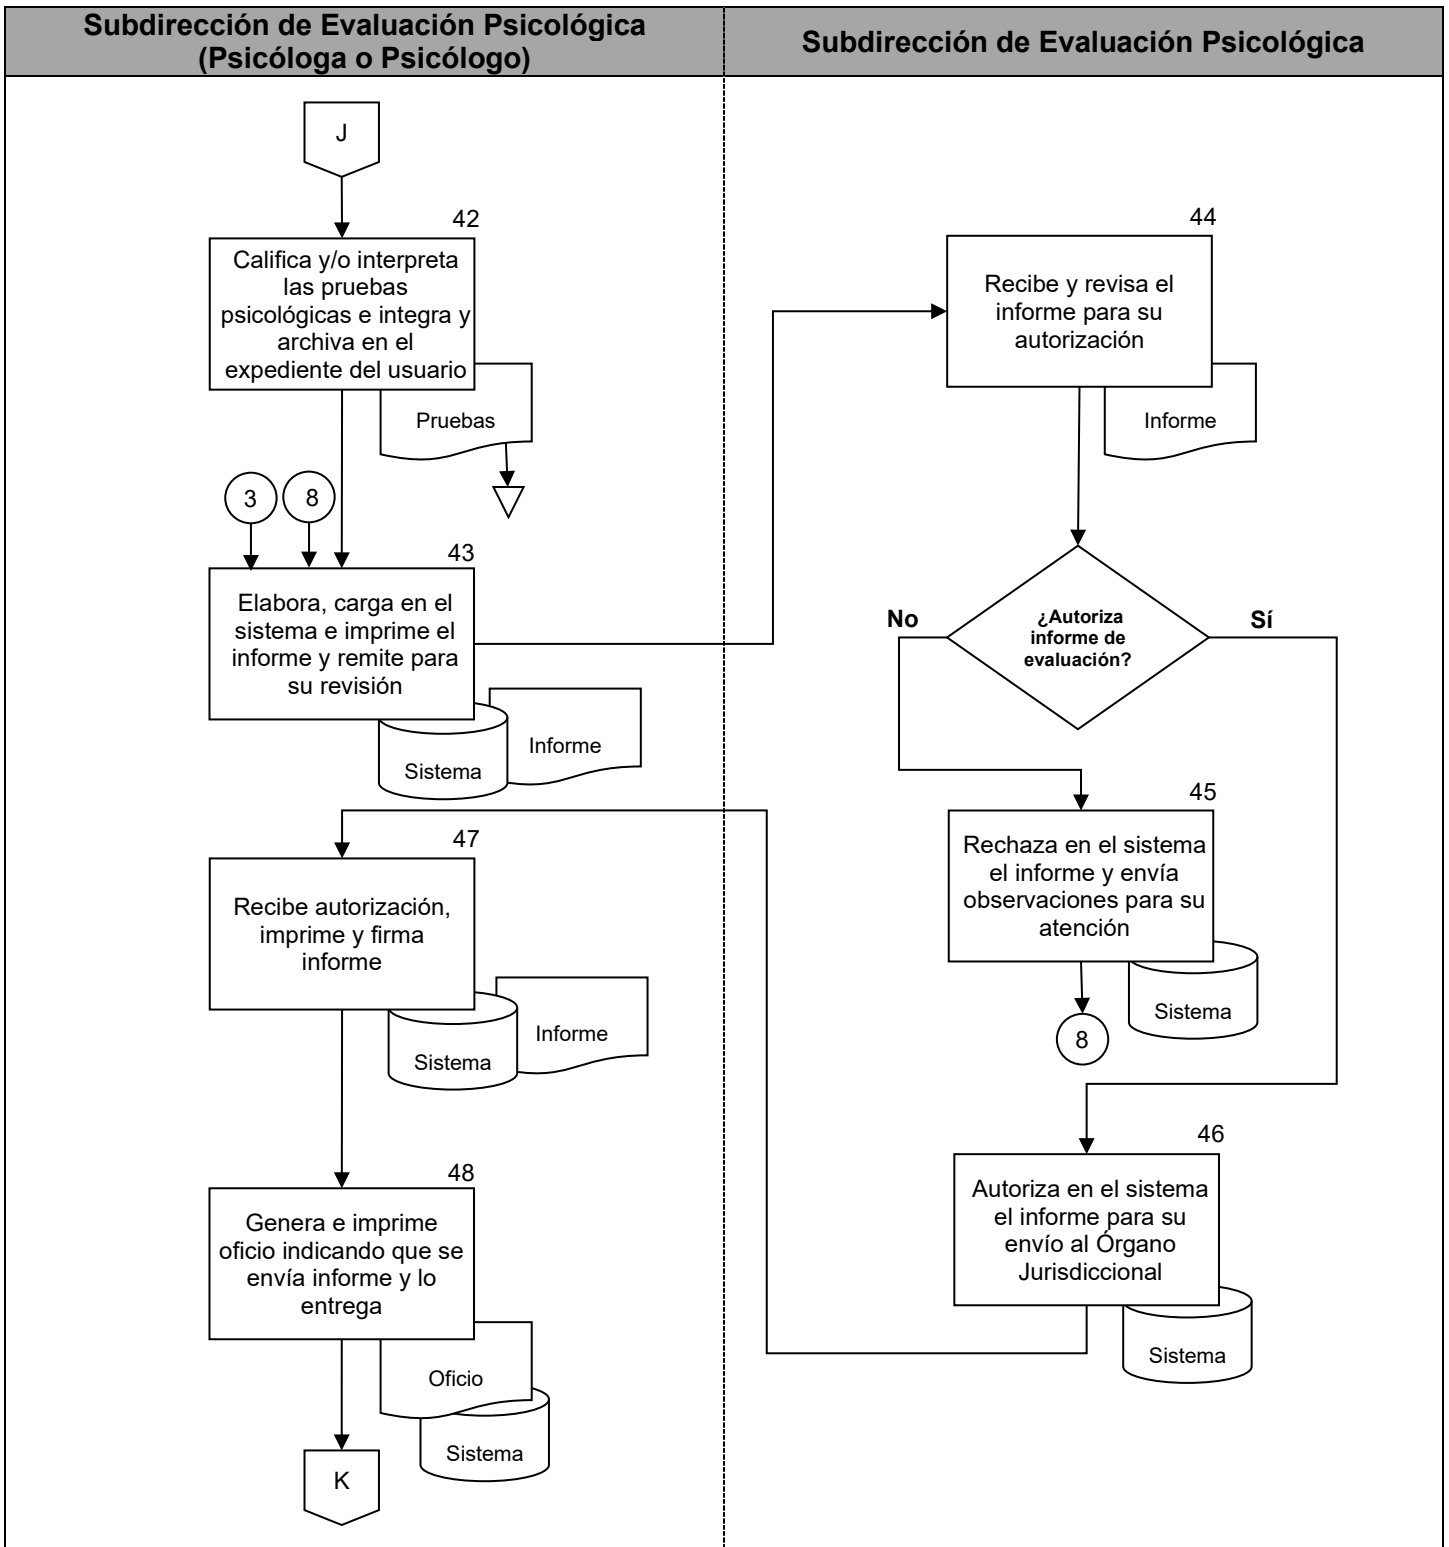 Subdirección de Evaluación Psicológica
(Psicóloga o Psicólogo)
Subdirección de Evaluación Psicológica
J
42
Califica y/o interpreta
las pruebas
psicológicas e integra y
archiva en el
expediente del usuario
Pruebas
3
8
43
Elabora, carga en el
sistema e imprime el
informe y remite para
su revisión
Informe
Sistema
44
Recibe y revisa el
informe para su
autorización
Informe
No
¿Autoriza
informe de
evaluación?
Sí
45
Rechaza en el sistema
el informe y envía
observaciones para su
atención
Sistema
8
46
Autoriza en el sistema
el informe para su
envío al Órgano
Jurisdiccional
Sistema
47
Recibe autorización,
imprime y firma
informe
Informe
Sistema
48
Genera e imprime
oficio indicando que se
envía informe y lo
entrega
Oficio
Sistema
K